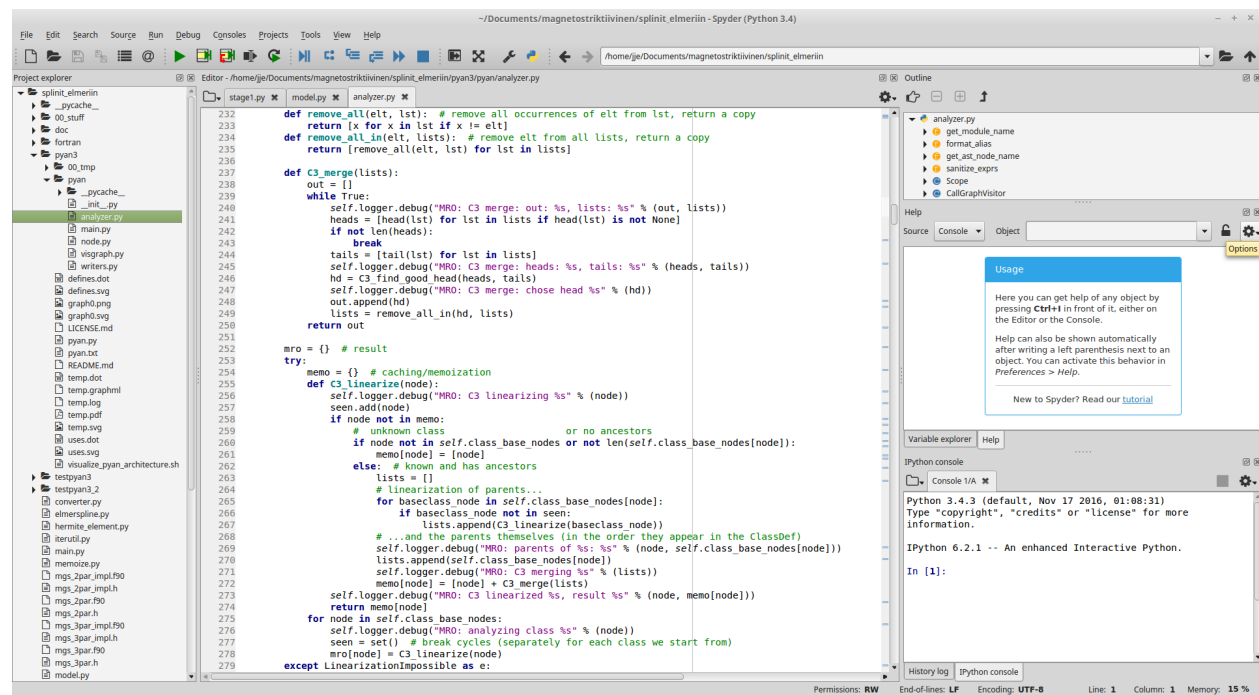 ~/Documents/magnetostriktiivinen/splinit_elmeriin - Spyder (Python 3.4)
File Edit Search Source Run Debug Consoles Projects Tools View Help
/home/jje/Documents/magnetostriktiivinen/splinit_elmeriin
Project explorer
splinit_elmeriin
__pycache__
00_stuff
doc
fortran
pyan3
00_tmp
pyan
__pycache__
__init__.py
analyzer.py
main.py
node.py
visgraph.py
writers.py
defines.dot
defines.svg
graph0.png
graph0.svg
LICENSE.md
pyan.py
pyan.txt
README.md
temp.dot
temp.graphml
temp.log
temp.pdf
temp.svg
uses.dot
uses.svg
visualize_pyan_architecture.sh
testpyan3
testpyan3_2
converter.py
elmerspline.py
hermite_element.py
iterutil.py
main.py
memoize.py
mgs_2par_impl.f90
mgs_2par_impl.h
mgs_2par.f90
mgs_2par.h
mgs_3par_impl.f90
mgs_3par_impl.h
mgs_3par.f90
mgs_3par.h
model.py
Editor - /home/jje/Documents/magnetostriktiivinen/splinit_elmeriin/pyan3/pyan/analyzer.py
stage1.py model.py analyzer.py
232 def remove_all(elt, lst): # remove all occurrences of elt from lst, return a copy
233 return [x for x in lst if x != elt]
234 def remove_all_in(elt, lists): # remove elt from all lists, return a copy
235 return [remove_all(elt, lst) for lst in lists]
236
237 def C3_merge(lists):
238 out = []
239 while True:
240 self.logger.debug("MRO: C3 merge: out: %s, lists: %s" % (out, lists))
241 heads = [head(lst) for lst in lists if head(lst) is not None]
242 if not len(heads):
243 break
244 tails = [tail(lst) for lst in lists]
245 self.logger.debug("MRO: C3 merge: heads: %s, tails: %s" % (heads, tails))
246 hd = C3_find_good_head(heads, tails)
247 self.logger.debug("MRO: C3 merge: chose head %s" % (hd))
248 out.append(hd)
249 lists = remove_all_in(hd, lists)
250 return out
251
252 mro = {} # result
253 try:
254 memo = {} # caching/memoization
255 def C3_linearize(node):
256 self.logger.debug("MRO: C3 linearizing %s" % (node))
257 seen.add(node)
258 if node not in memo:
259 # unknown class or no ancestors
260 if node not in self.class_base_nodes or not len(self.class_base_nodes[node]):
261 memo[node] = [node]
262 else: # known and has ancestors
263 lists = []
264 # linearization of parents...
265 for baseclass_node in self.class_base_nodes[node]:
266 if baseclass_node not in seen:
267 lists.append(C3_linearize(baseclass_node))
268 # ...and the parents themselves (in the order they appear in the ClassDef)
269 self.logger.debug("MRO: parents of %s: %s" % (node, self.class_base_nodes[node]))
270 lists.append(self.class_base_nodes[node])
271 self.logger.debug("MRO: C3 merging %s" % (lists))
272 memo[node] = [node] + C3_merge(lists)
273 self.logger.debug("MRO: C3 linearized %s, result %s" % (node, memo[node]))
274 return memo[node]
275 for node in self.class_base_nodes:
276 self.logger.debug("MRO: analyzing class %s" % (node))
277 seen = set() # break cycles (separately for each class we start from)
278 mro[node] = C3_linearize(node)
279 except LinearizationImpossible as e:
Outline
analyzer.py
get_module_name
format_alias
get_ast_node_name
sanitize_exprs
Scope
CallGraphVisitor
Help
Source Console Object
Options
Usage
Here you can get help of any object by
pressing Ctrl+I in front of it, either on
the Editor or the Console.
Help can also be shown automatically
after writing a left parenthesis next to an
object. You can activate this behavior in
Preferences > Help.
New to Spyder? Read our tutorial
Variable explorer Help
IPython console
Console 1/A
Python 3.4.3 (default, Nov 17 2016, 01:08:31)
Type "copyright", "credits" or "license" for more
information.
IPython 6.2.1 -- An enhanced Interactive Python.
In [1]:
History log IPython console
Permissions: RW End-of-lines: LF Encoding: UTF-8 Line: 1 Column: 1 Memory: 15 %